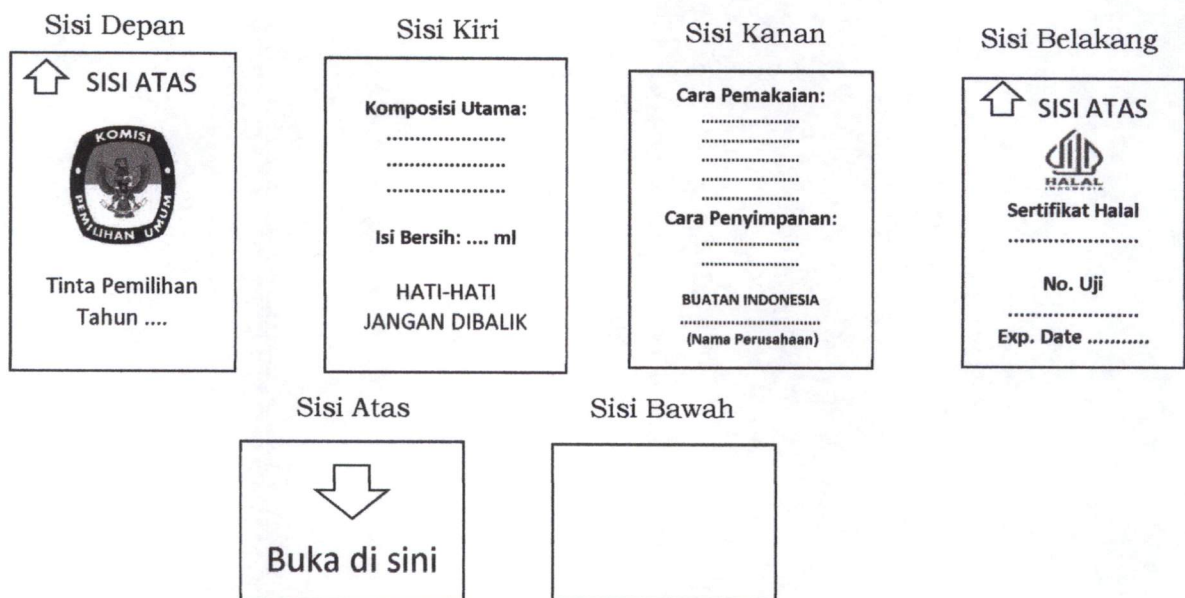 Sisi Depan
SISI ATAS
KOMISI
PEMILIHAN UMUM
Tinta Pemilihan
Tahun ....
Sisi Kiri
Komposisi Utama:
.....................
.....................
.....................
Isi Bersih: .... ml
HATI-HATI
JANGAN DIBALIK
Sisi Kanan
Cara Pemakaian:
.......................
.......................
.......................
.......................
.......................
Cara Penyimpanan:
.......................
.......................
BUATAN INDONESIA
................................
(Nama Perusahaan)
Sisi Belakang
SISI ATAS
HALAL
INDONESIA
Sertifikat Halal
.......................
No. Uji
.......................
Exp. Date ...........
Sisi Atas
Buka di sini
Sisi Bawah